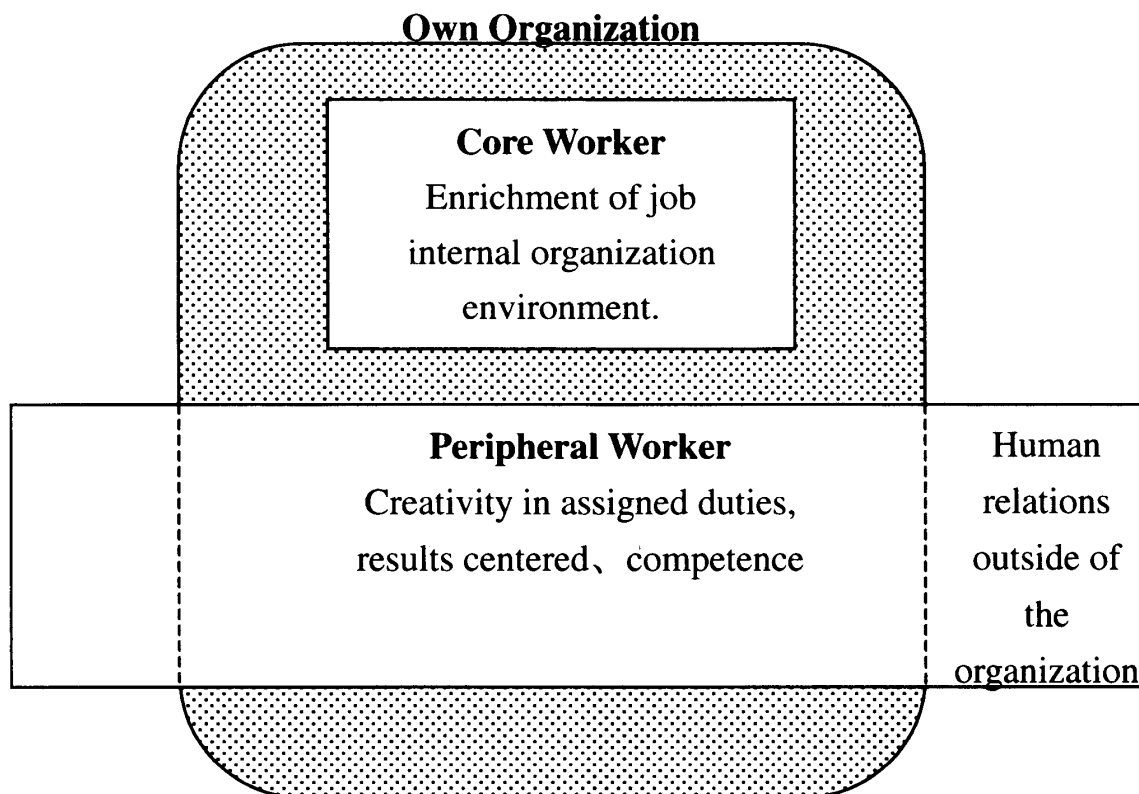 Own Organization
Core Worker
Enrichment of job
internal organization
environment.
Peripheral Worker
Creativity in assigned duties,
results centered、competence
Human
relations
outside of
the
organization